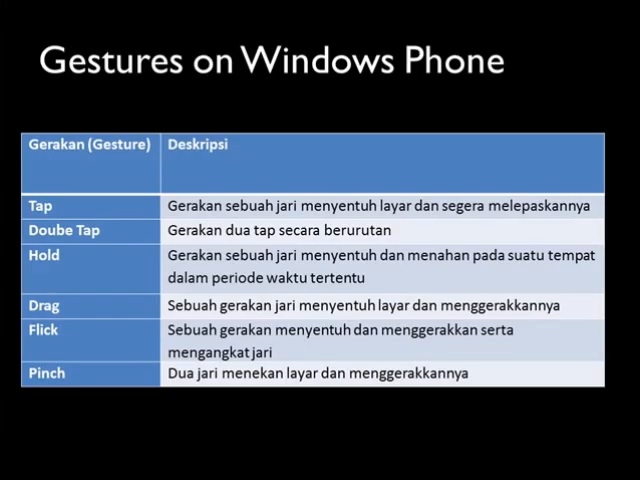 Gestures on Windows Phone
Gerakan (Gesture) Deskripsi
Tap Gerakan sebuah jari menyentuh layar dan segera melepaskannya
Doube Tap Gerakan dua tap secara berurutan
Hold Gerakan sebuah jari menyentuh dan menahan pada suatu tempat
dalam periode waktu tertentu
Drag Sebuah gerakan jari menyentuh layar dan menggerakkannya
Flick Sebuah gerakan menyentuh dan menggerakkan serta
mengangkat jari
Pinch Dua jari menekan layar dan menggerakkannya